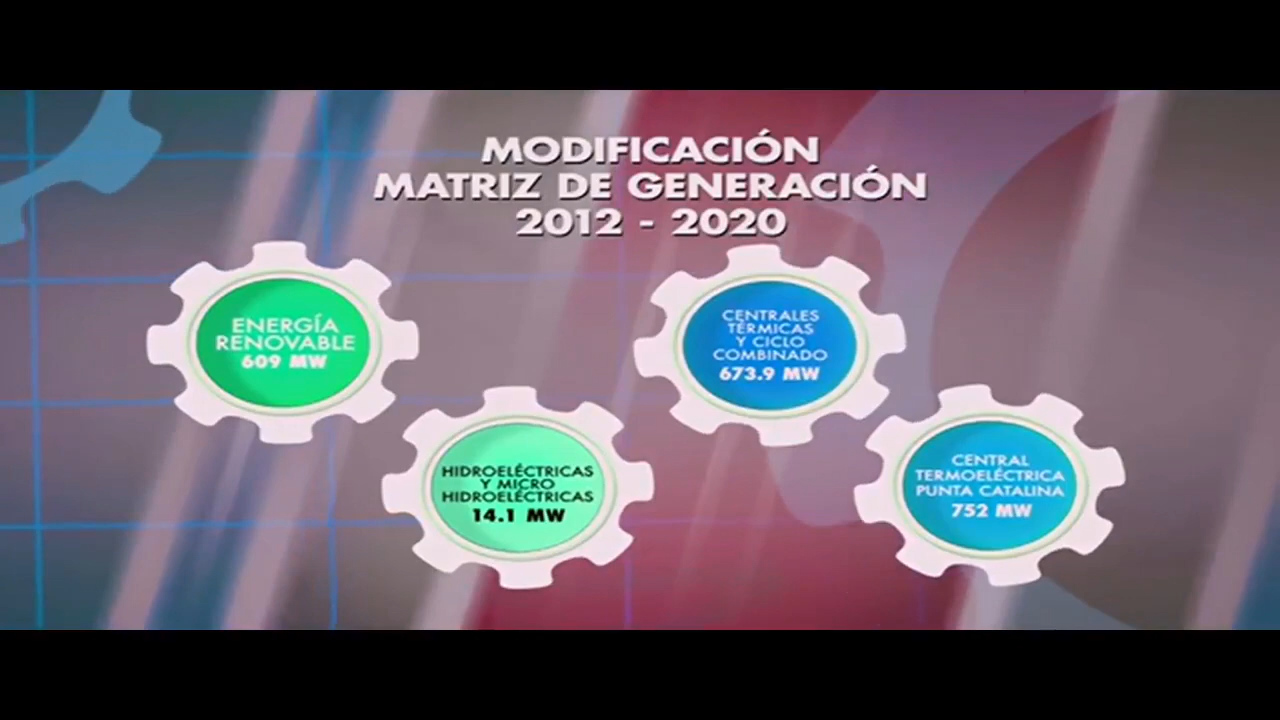 MODIFICACIÓN
MATRIZ DE GENERACIÓN
2012 - 2020
ENERGÍA
RENOVABLE
609 MW
HIDROELÉCTRICAS
Y MICRO
HIDROELÉCTRICAS
14.1 MW
CENTRALES
TÉRMICAS
Y CICLO
COMBINADO
673.9 MW
CENTRAL
TERMOELÉCTRICA
PUNTA CATALINA
752 MW